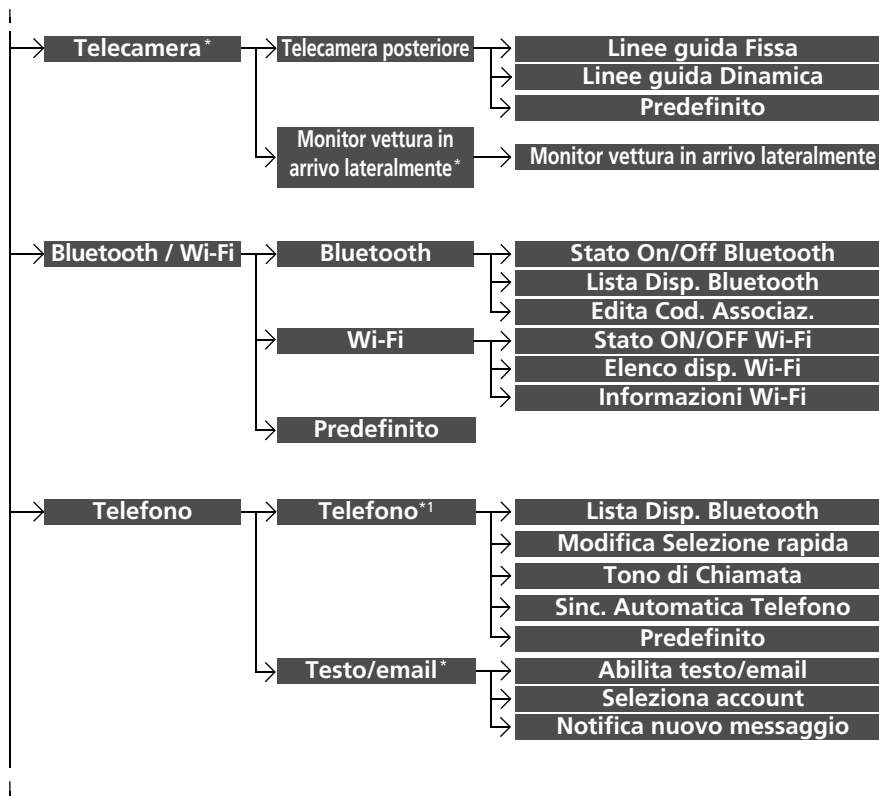 Telecamera*
Telecamera posteriore
Linee guida Fissa
Linee guida Dinamica
Predefinito
Monitor vettura in
arrivo lateralmente*
Monitor vettura in arrivo lateralmente
Bluetooth / Wi-Fi
Bluetooth
Stato On/Off Bluetooth
Lista Disp. Bluetooth
Edita Cod. Associaz.
Wi-Fi
Stato ON/OFF Wi-Fi
Elenco disp. Wi-Fi
Informazioni Wi-Fi
Predefinito
Telefono
Telefono*1
Lista Disp. Bluetooth
Modifica Selezione rapida
Tono di Chiamata
Sinc. Automatica Telefono
Predefinito
Testo/email*
Abilita testo/email
Seleziona account
Notifica nuovo messaggio